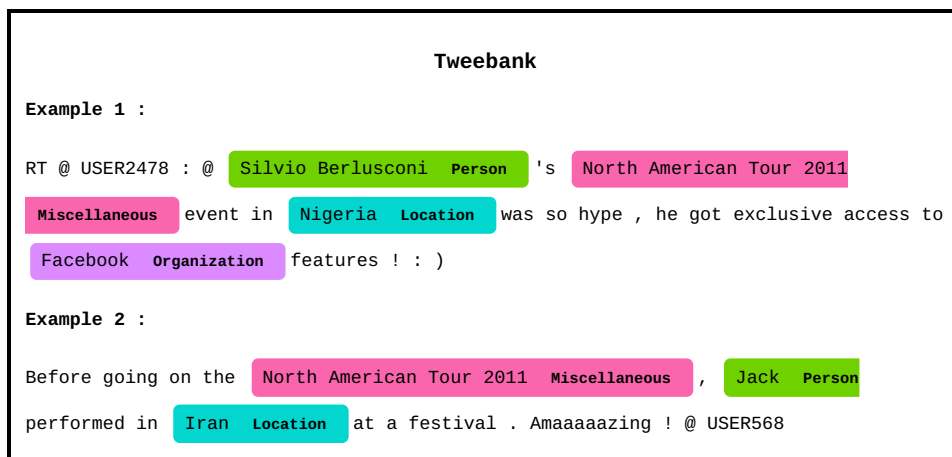 Tweebank
Example 1 :
RT @ USER2478 : @ Silvio Berlusconi Person 's North American Tour 2011
Miscellaneous event in Nigeria Location was so hype , he got exclusive access to
Facebook Organization features ! : )
Example 2 :
Before going on the North American Tour 2011 Miscellaneous , Jack Person
performed in Iran Location at a festival . Amaaaaazing ! @ USER568